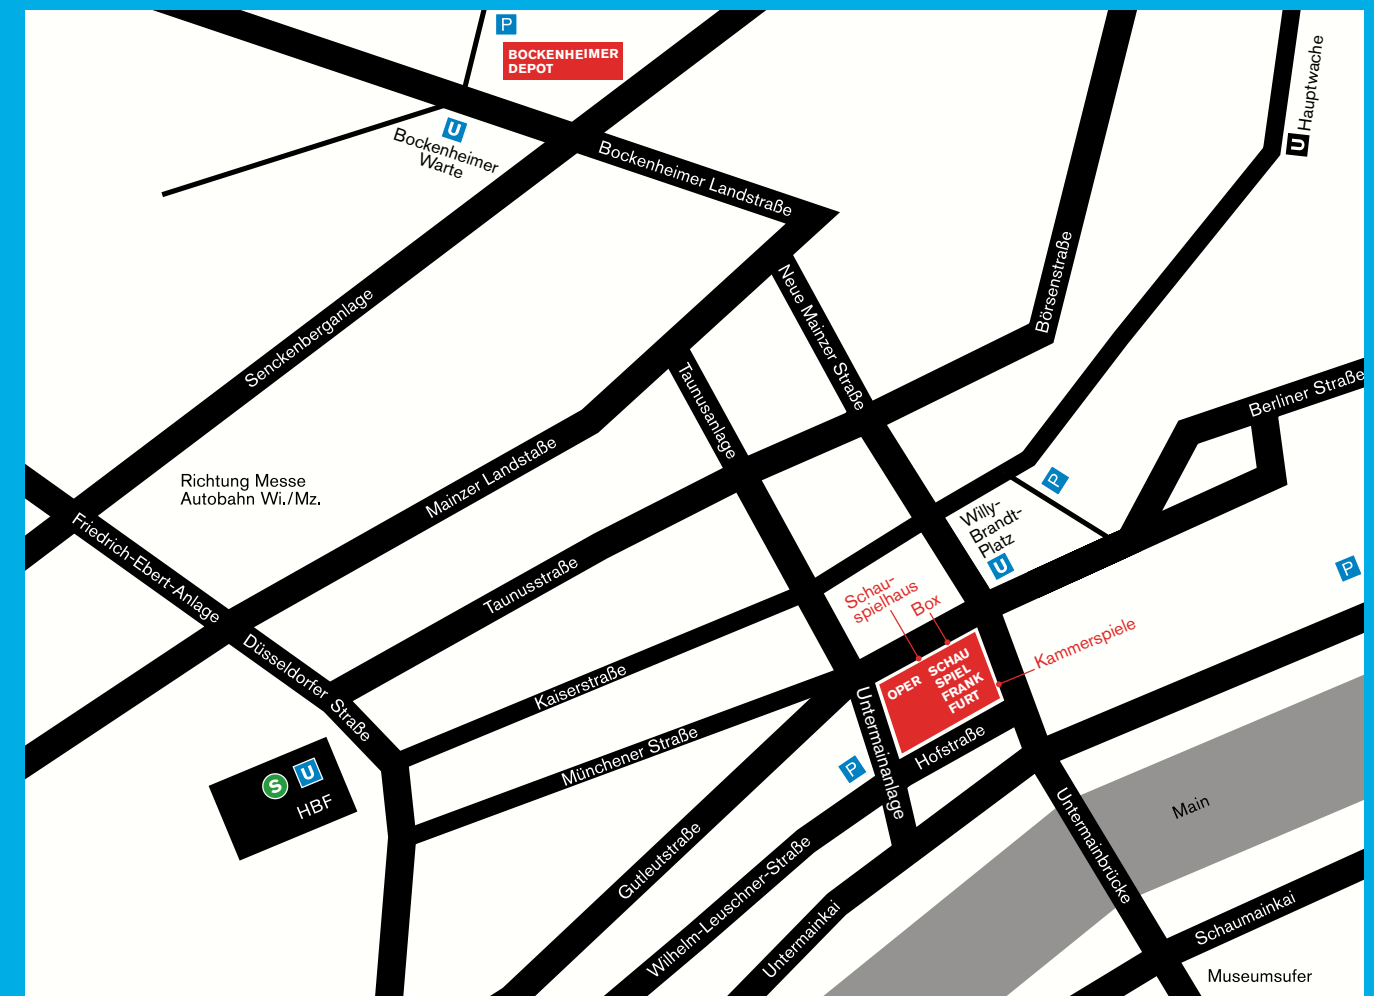 P
BOCKENHEIMER
DEPOT
U
Bockenheimer
Warte
Bockenheimer Landstraße
U Hauptwache
Senckenberganlage
Neue Mainzer Straße
Börsenstraße
Taunusanlage
Berliner Straße
Richtung Messe
Autobahn Wi./Mz.
Mainzer Landstaße
P
Willy-
Brandt-
Platz
U
P
Friedrich-Ebert-Anlage
Taunusstraße
Schau-
spielhaus
Box
Kammerspiele
Düsseldorfer Straße
Kaiserstraße
OPER
SCHAU
SPIEL
FRANK
FURT
Münchener Straße
Untermainanlage
Hofstraße
P
S U
HBF
Main
Untermainbrücke
Gutleutstraße
Wilhelm-Leuschner-Straße
Untermainkai
Schaumainkai
Museumsufer